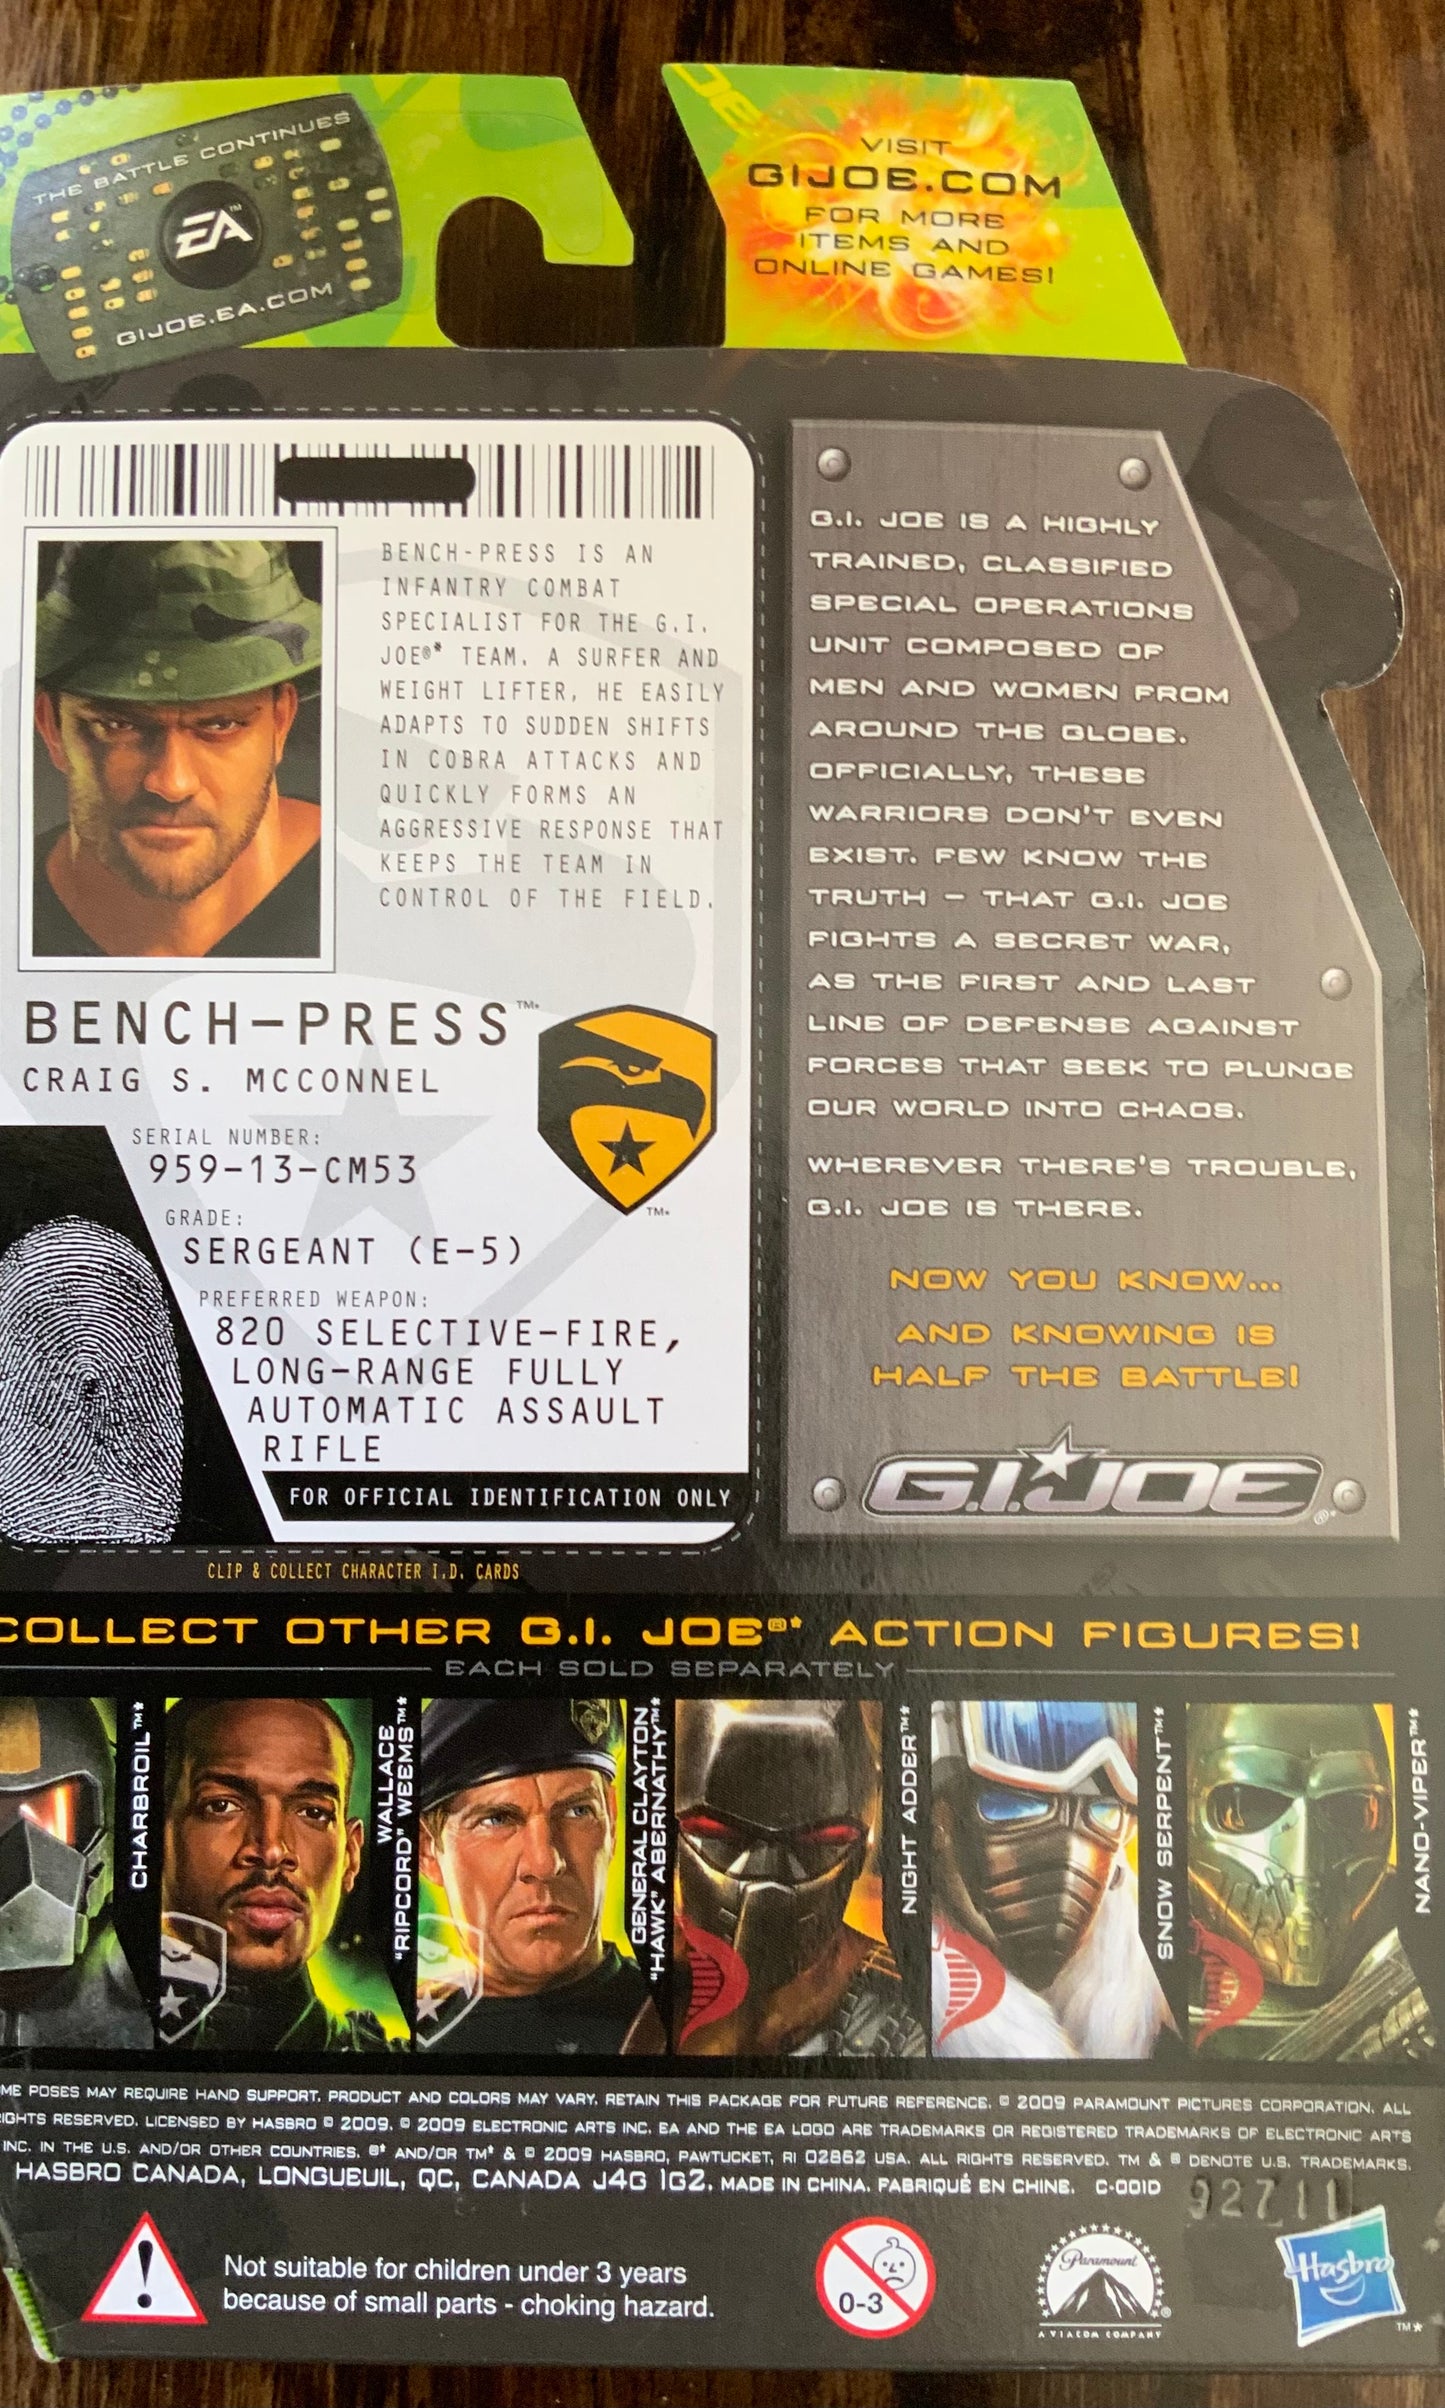 THE BATTLE CONTINUES
EA™
GIJOE.EA.COM
VISIT
GIJOE.COM
FOR MORE
ITEMS AND
ONLINE GAMES!
BENCH-PRESS IS AN
INFANTRY COMBAT
SPECIALIST FOR THE G.I.
JOE®* TEAM. A SURFER AND
WEIGHT LIFTER, HE EASILY
ADAPTS TO SUDDEN SHIFTS
IN COBRA ATTACKS AND
QUICKLY FORMS AN
AGGRESSIVE RESPONSE THAT
KEEPS THE TEAM IN
CONTROL OF THE FIELD.
BENCH-PRESS™*
CRAIG S. MCCONNEL
SERIAL NUMBER:
959-13-CM53
GRADE:
SERGEANT (E-5)
PREFERRED WEAPON:
820 SELECTIVE-FIRE,
LONG-RANGE FULLY
AUTOMATIC ASSAULT
RIFLE
TM*
FOR OFFICIAL IDENTIFICATION ONLY
CLIP & COLLECT CHARACTER I.D. CARDS
G.I. JOE IS A HIGHLY
TRAINED, CLASSIFIED
SPECIAL OPERATIONS
UNIT COMPOSED OF
MEN AND WOMEN FROM
AROUND THE GLOBE.
OFFICIALLY, THESE
WARRIORS DON'T EVEN
EXIST. FEW KNOW THE
TRUTH – THAT G.I. JOE
FIGHTS A SECRET WAR,
AS THE FIRST AND LAST
LINE OF DEFENSE AGAINST
FORCES THAT SEEK TO PLUNGE
OUR WORLD INTO CHAOS.
WHEREVER THERE'S TROUBLE,
G.I. JOE IS THERE.
NOW YOU KNOW...
AND KNOWING IS
HALF THE BATTLE!
G.I. JOE®*
COLLECT OTHER G.I. JOE®* ACTION FIGURES!
EACH SOLD SEPARATELY
CHARBROIL™*
WALLACE
"RIPCORD" WEEMS™*
GENERAL CLAYTON
"HAWK" ABERNATHY™*
NIGHT ADDER™*
SNOW SERPENT™*
NANO-VIPER™*
ME POSES MAY REQUIRE HAND SUPPORT. PRODUCT AND COLORS MAY VARY. RETAIN THIS PACKAGE FOR FUTURE REFERENCE. © 2009 PARAMOUNT PICTURES CORPORATION. ALL
IGHTS RESERVED. LICENSED BY HASBRO © 2009. © 2009 ELECTRONIC ARTS INC. EA AND THE EA LOGO ARE TRADEMARKS OR REGISTERED TRADEMARKS OF ELECTRONIC ARTS
INC. IN THE U.S. AND/OR OTHER COUNTRIES. ®* AND/OR TM* & © 2009 HASBRO, PAWTUCKET, RI 02862 USA. ALL RIGHTS RESERVED. TM & ® DENOTE U.S. TRADEMARKS.
HASBRO CANADA, LONGUEUIL, QC, CANADA J4G 1G2. MADE IN CHINA. FABRIQUÉ EN CHINE. C-001D
92711
Not suitable for children under 3 years
because of small parts - choking hazard.
0-3
Paramount®
A VIACOM COMPANY
Hasbro
TM*